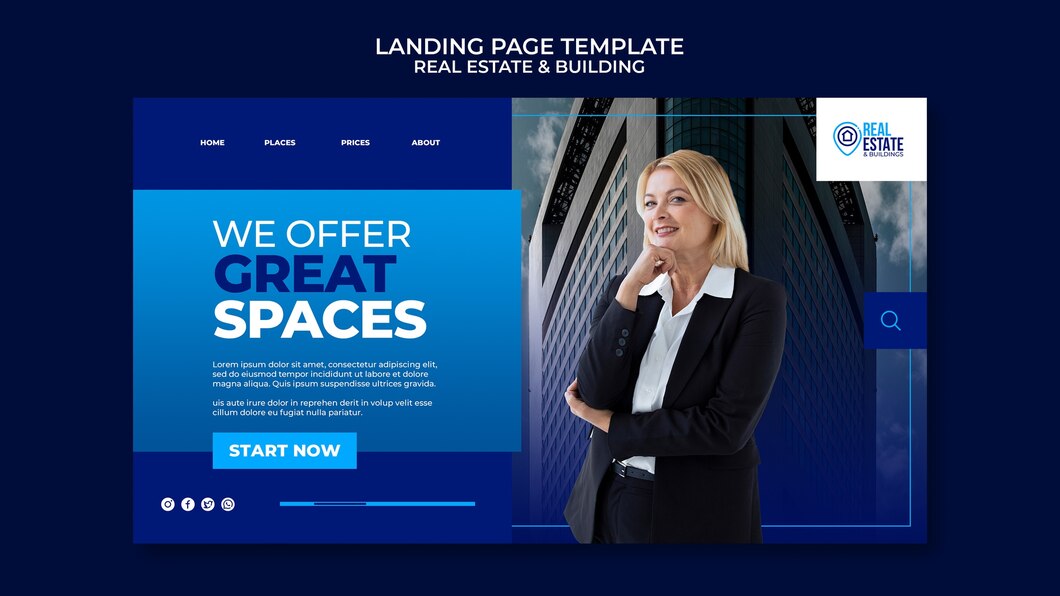 LANDING PAGE TEMPLATE
REAL ESTATE & BUILDING
HOME PLACES PRICES ABOUT
REAL
ESTATE
& BUILDINGS
WE OFFER
GREAT
SPACES
Lorem ipsum dolor sit amet, consectetur adipiscing elit,
sed do eiusmod tempor incididunt ut labore et dolore
magna aliqua. Quis ipsum suspendisse ultrices gravida.
uis aute irure dolor in reprehen derit in volup velit esse
cillum dolore eu fugiat nulla pariatur.
START NOW